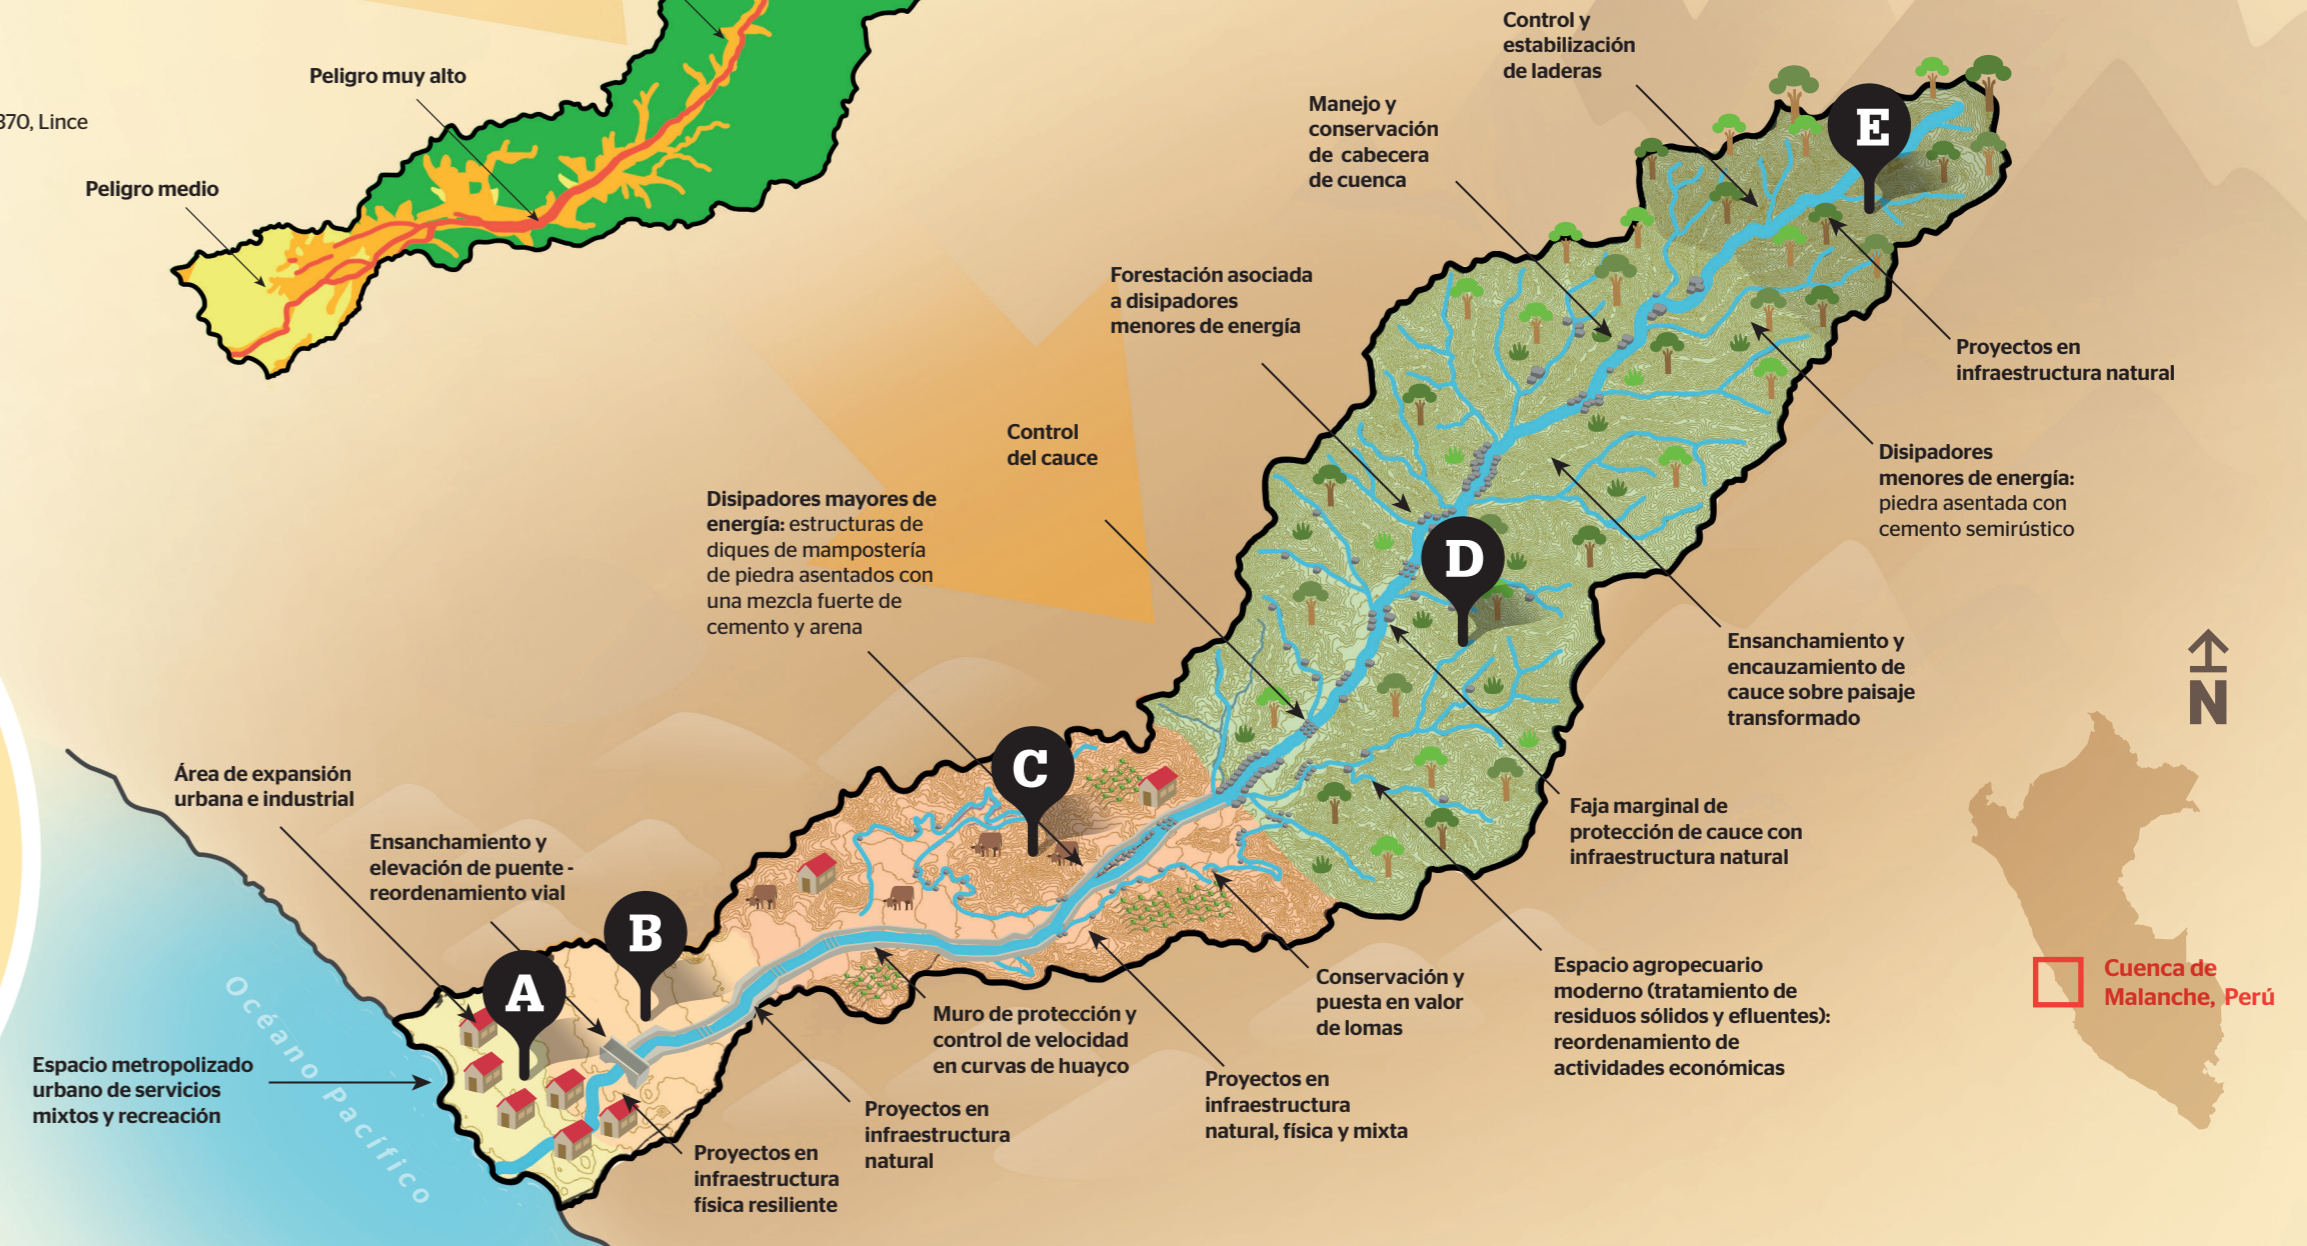 Control y
estabilización
de laderas
Peligro muy alto
Manejo y
conservación
de cabecera
de cuenca
E
370, Lince
Peligro medio
Forestación asociada
a disipadores
menores de energía
Proyectos en
infraestructura natural
Control
del cauce
Disipadores
menores de energía:
piedra asentada con
cemento semirústico
Disipadores mayores de
energía: estructuras de
diques de mampostería
de piedra asentados con
una mezcla fuerte de
cemento y arena
D
Ensanchamiento y
encauzamiento de
cauce sobre paisaje
transformado
N
Área de expansión
urbana e industrial
C
Faja marginal de
protección de cauce con
infraestructura natural
Ensanchamiento y
elevación de puente -
reordenamiento vial
B
A
Océano Pacífico
Cuenca de
Malanche, Perú
Espacio agropecuario
moderno (tratamiento de
residuos sólidos y efluentes):
reordenamiento de
actividades económicas
Conservación y
puesta en valor
de lomas
Muro de protección y
control de velocidad
en curvas de huayco
Espacio metropolizado
urbano de servicios
mixtos y recreación
Proyectos en
infraestructura
natural, física y mixta
Proyectos en
infraestructura
natural
Proyectos en
infraestructura
física resiliente